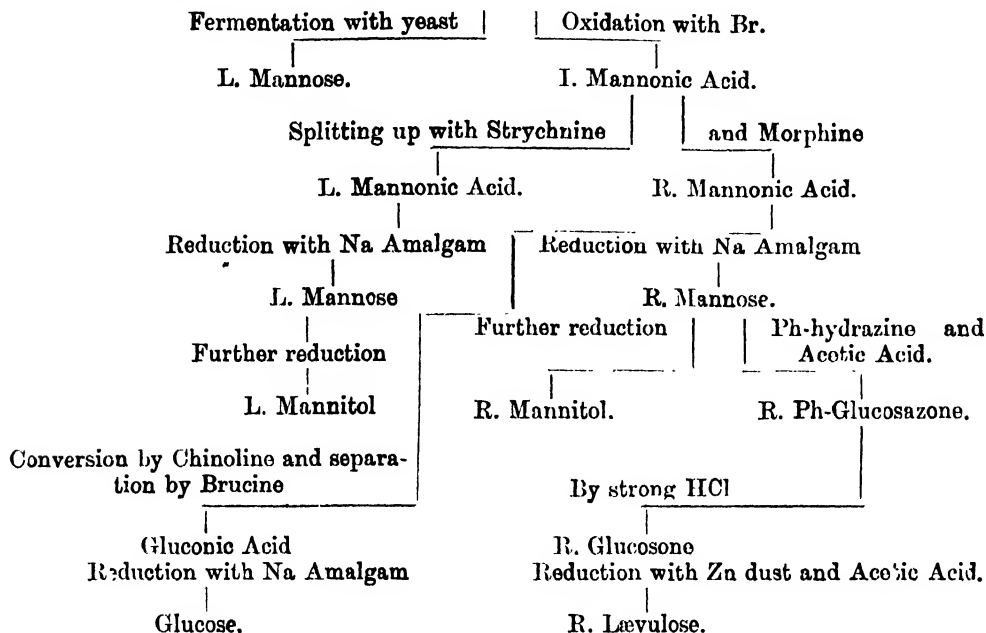 Fermentation with yeast Oxidation with Br.
L. Mannose. I. Mannonic Acid.
Splitting up with Strychnine and Morphine
L. Mannonic Acid. R. Mannonic Acid.
Reduction with Na Amalgam Reduction with Na Amalgam
L. Mannose R. Mannose.
Further reduction Ph-hydrazine and
Further reduction Acetic Acid.
L. Mannitol R. Mannitol. R. Ph-Glucosazone.
Conversion by Chinoline and separa-
tion by Brucine By strong HCl
Gluconic Acid R. Glucosone
Reduction with Na Amalgam Reduction with Zn dust and Acetic Acid.
Glucose. R. Lævulose.